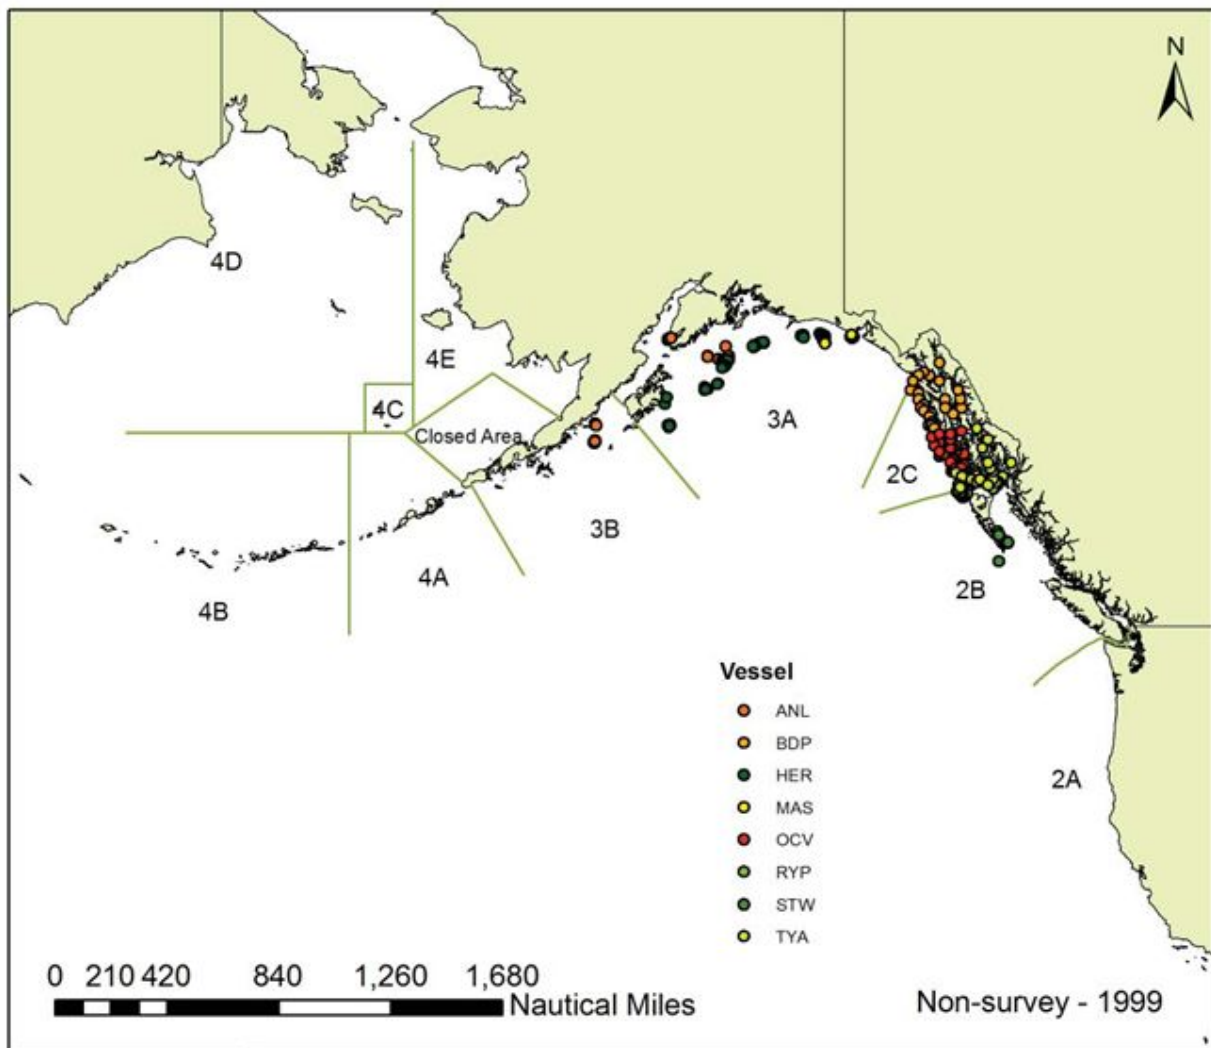 N
4D
4E
4C
Closed Area
3A
2C
3B
4A
4B
2B
2A
Vessel
ANL
BDP
HER
MAS
OCV
RYP
STW
TYA
0 210 420 840 1,260 1,680
Nautical Miles
Non-survey - 1999